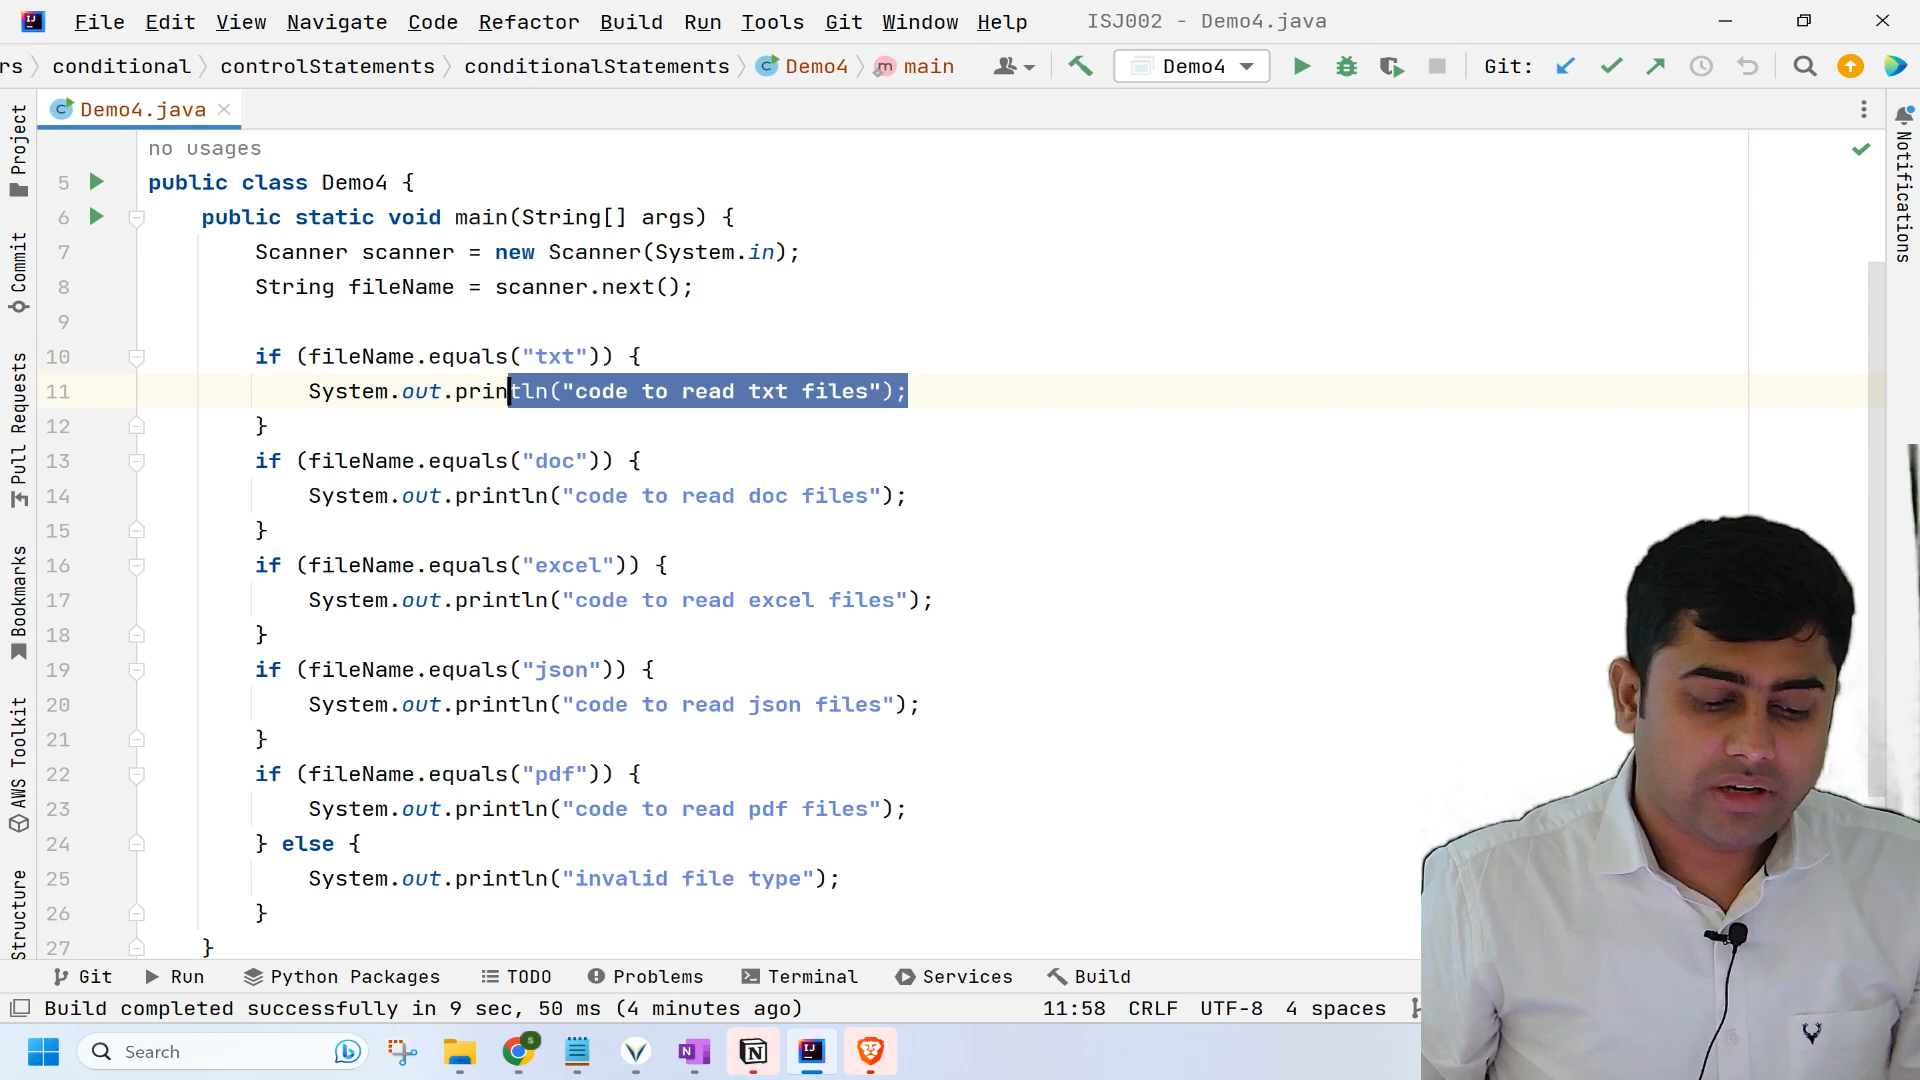 File Edit View Navigate Code Refactor Build Run Tools Git Window Help ISJ002 - Demo4.java
rs conditional controlStatements conditionalStatements Demo4 main Demo4 Git:
Demo4.java
Project
Commit
Pull Requests
Bookmarks
AWS Toolkit
Structure
Notifications
no usages
5 public class Demo4 {
6 public static void main(String[] args) {
7 Scanner scanner = new Scanner(System.in);
8 String fileName = scanner.next();
9
10 if (fileName.equals("txt")) {
11 System.out.println("code to read txt files");
12 }
13 if (fileName.equals("doc")) {
14 System.out.println("code to read doc files");
15 }
16 if (fileName.equals("excel")) {
17 System.out.println("code to read excel files");
18 }
19 if (fileName.equals("json")) {
20 System.out.println("code to read json files");
21 }
22 if (fileName.equals("pdf")) {
23 System.out.println("code to read pdf files");
24 } else {
25 System.out.println("invalid file type");
26 }
27 }
Git Run Python Packages TODO Problems Terminal Services Build
Build completed successfully in 9 sec, 50 ms (4 minutes ago) 11:58 CRLF UTF-8 4 spaces
Search